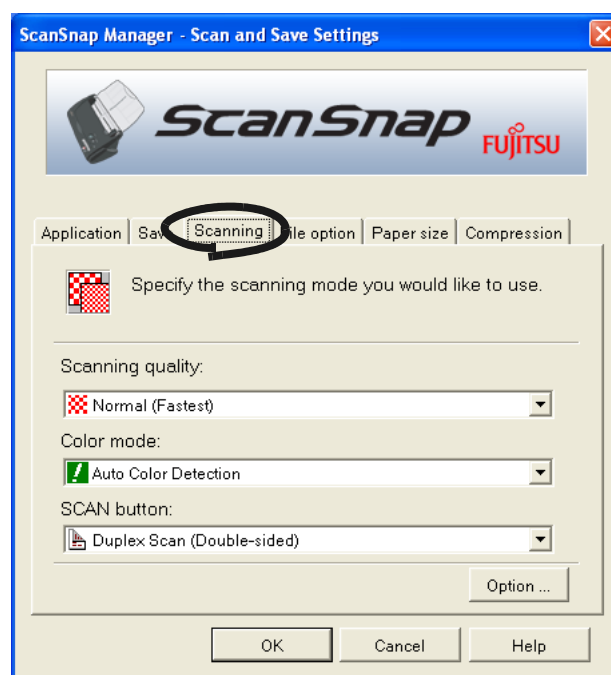 ScanSnap Manager - Scan and Save Settings
ScanSnap FUJITSU
Application Scanning option Paper size Compression
Specify the scanning mode you would like to use.
Scanning quality:
Normal (Fastest)
Color mode:
Auto Color Detection
SCAN button:
Duplex Scan (Double-sided)
Option ...
OK Cancel Help